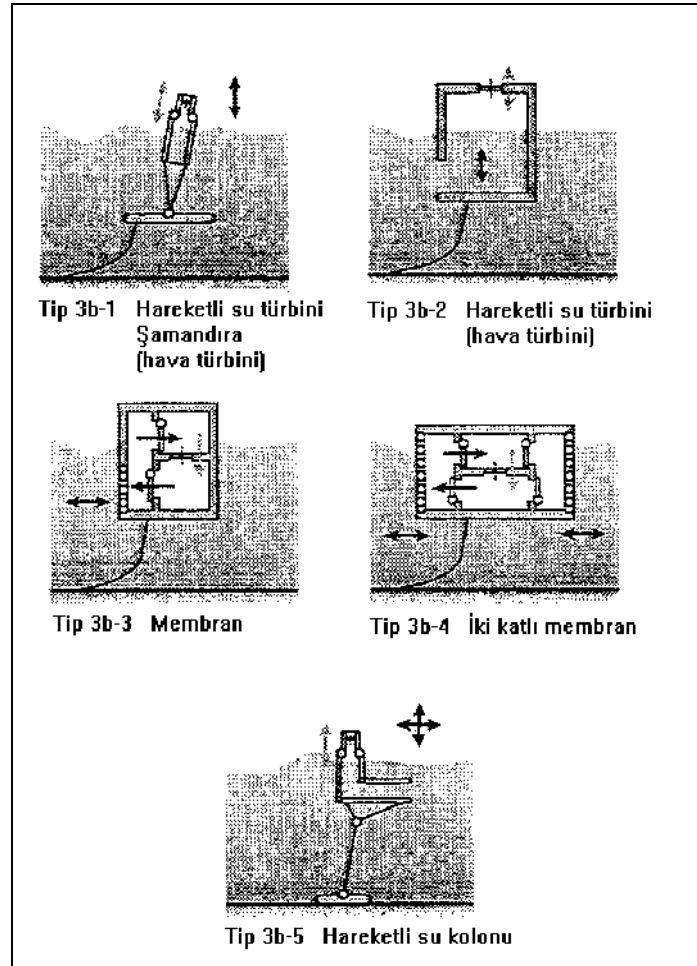 Tip 3b-1 Hareketli su türbini
Şamandıra
(hava türbini)
Tip 3b-2 Hareketli su türbini
(hava türbini)
Tip 3b-3 Membran
Tip 3b-4 İki katlı membran
Tip 3b-5 Hareketli su kolonu